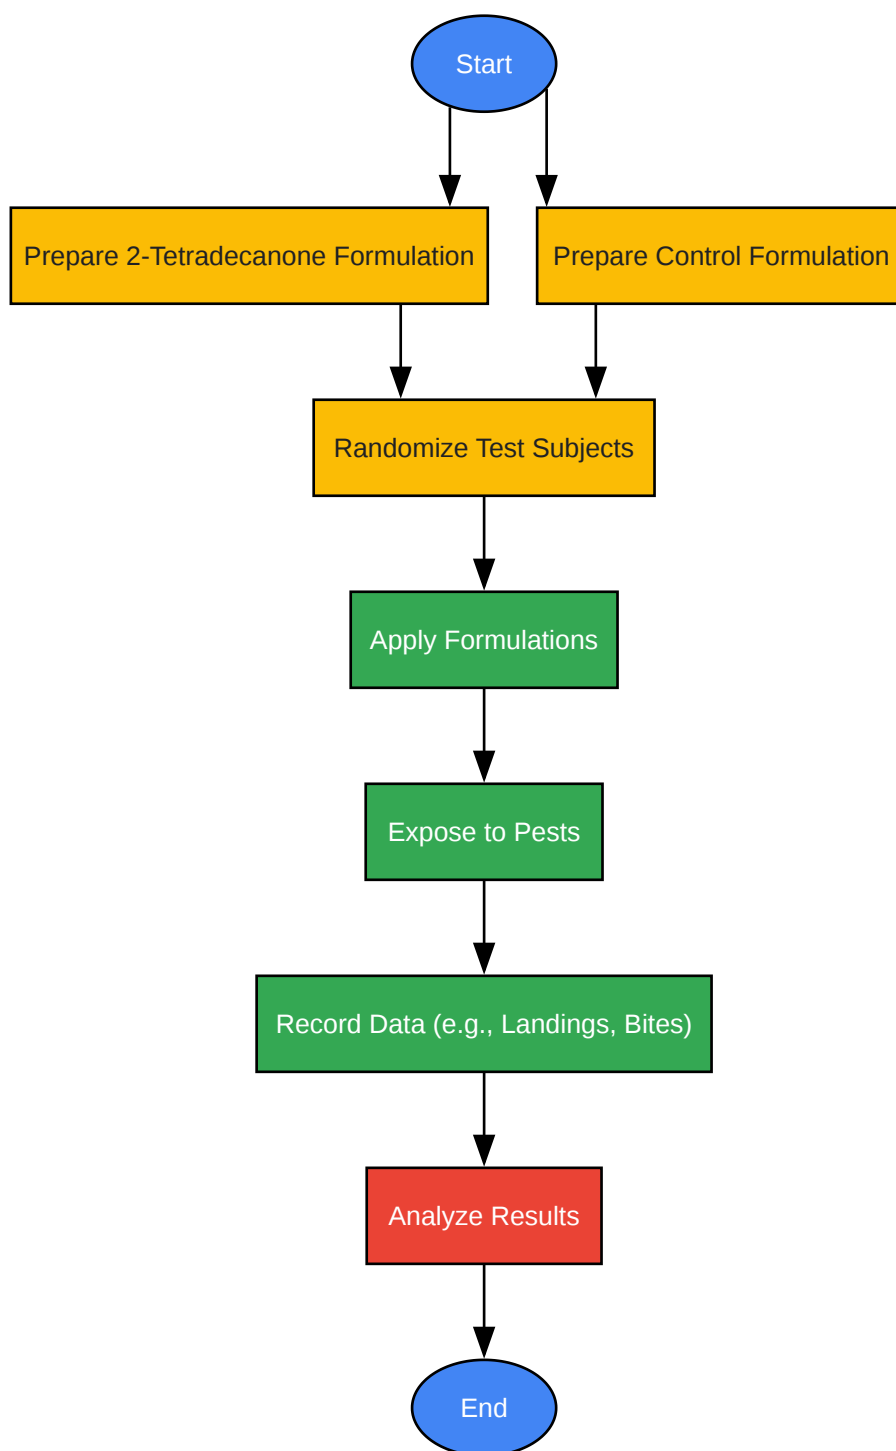 Start
Prepare 2-Tetradecanone Formulation
Prepare Control Formulation
Randomize Test Subjects
Apply Formulations
Expose to Pests
Record Data (e.g., Landings, Bites)
Analyze Results
End